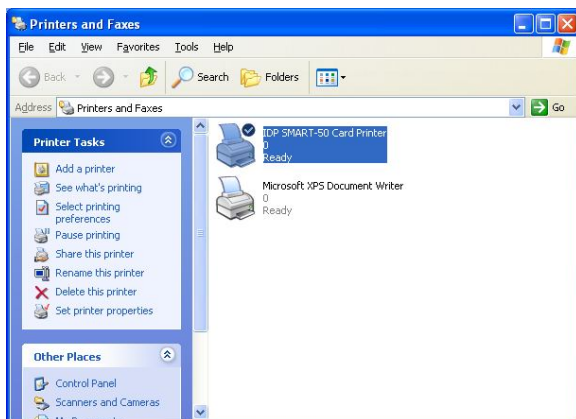 Printers and Faxes
File Edit View Favorites Tools Help
Back Search Folders
Address Printers and Faxes Go
Printer Tasks
Add a printer
See what's printing
Select printing
preferences
Pause printing
Share this printer
Rename this printer
Delete this printer
Set printer properties
Other Places
Control Panel
Scanners and Cameras
IDP SMART-50 Card Printer
0
Ready
Microsoft XPS Document Writer
0
Ready